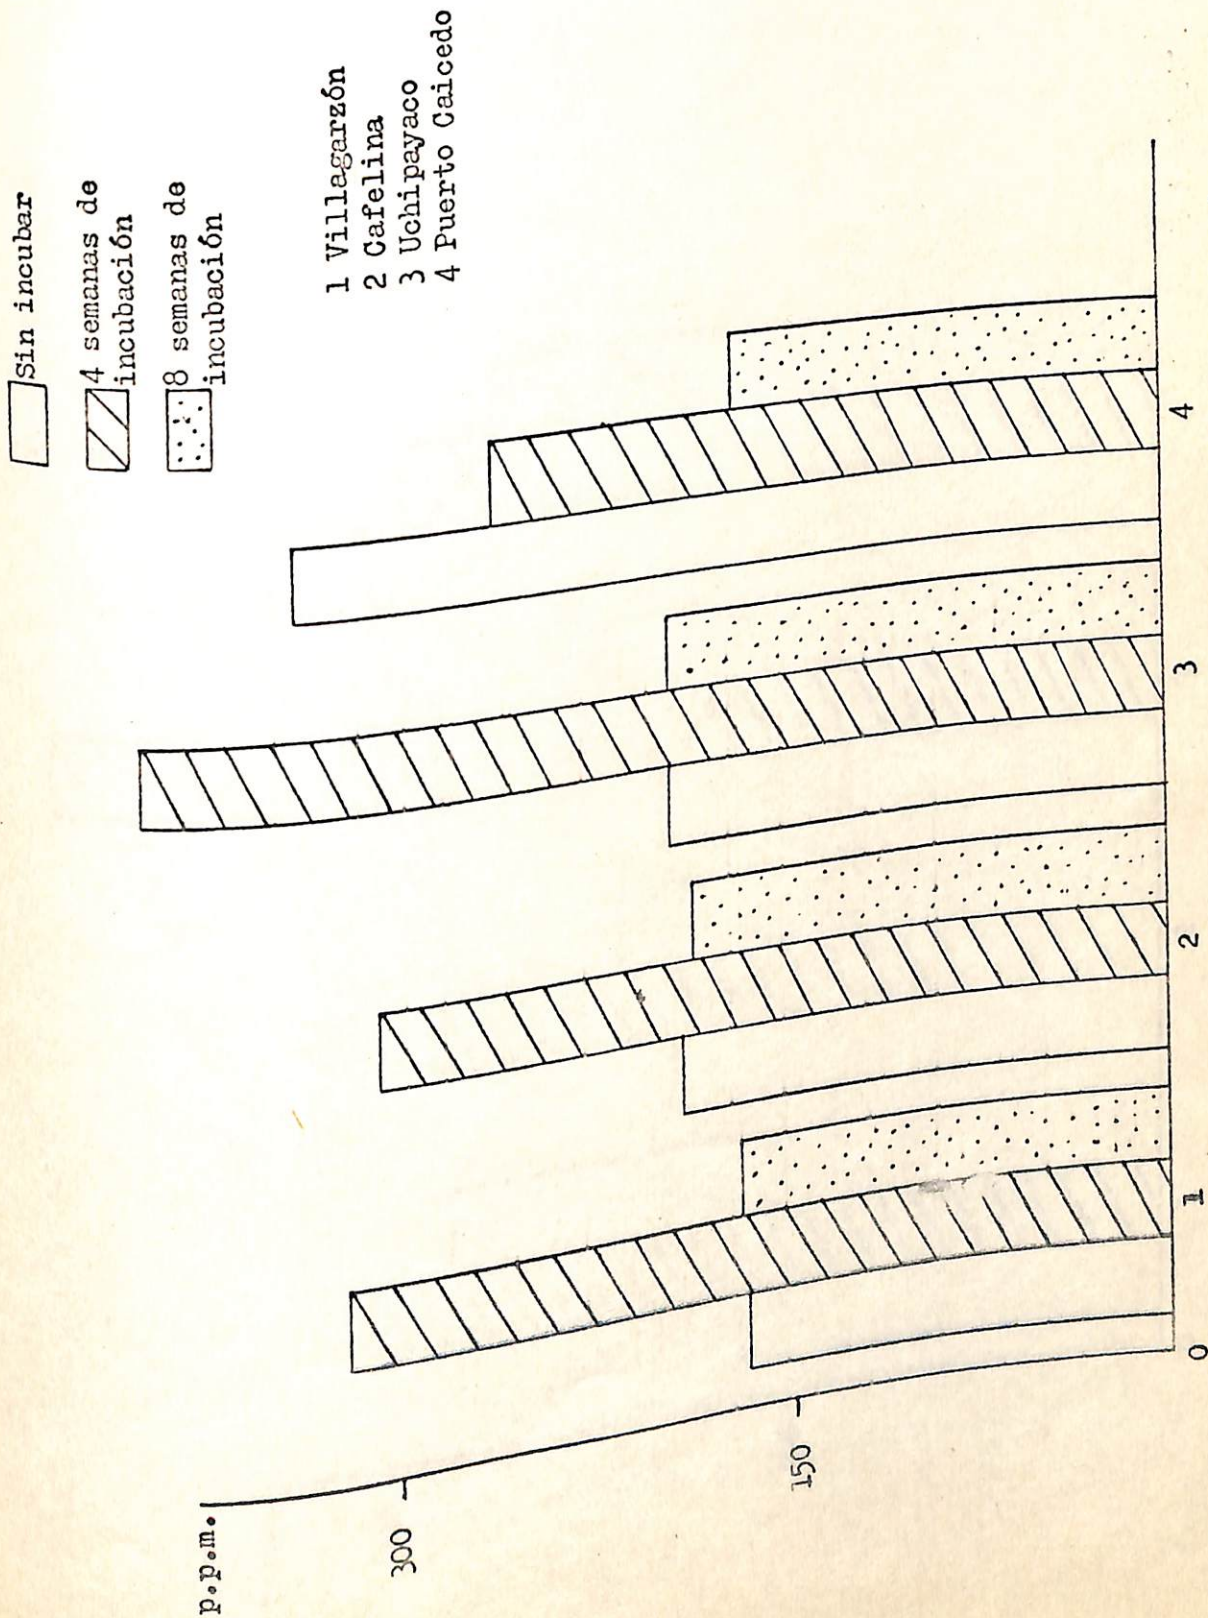 Sin incubar
4 semanas de
incubación
8 semanas de
incubación
1 Villagarzón
2 Cafelina
3 Uchipayaco
4 Puerto Caicedo
p.p.m.
300
150
0
1
2
3
4